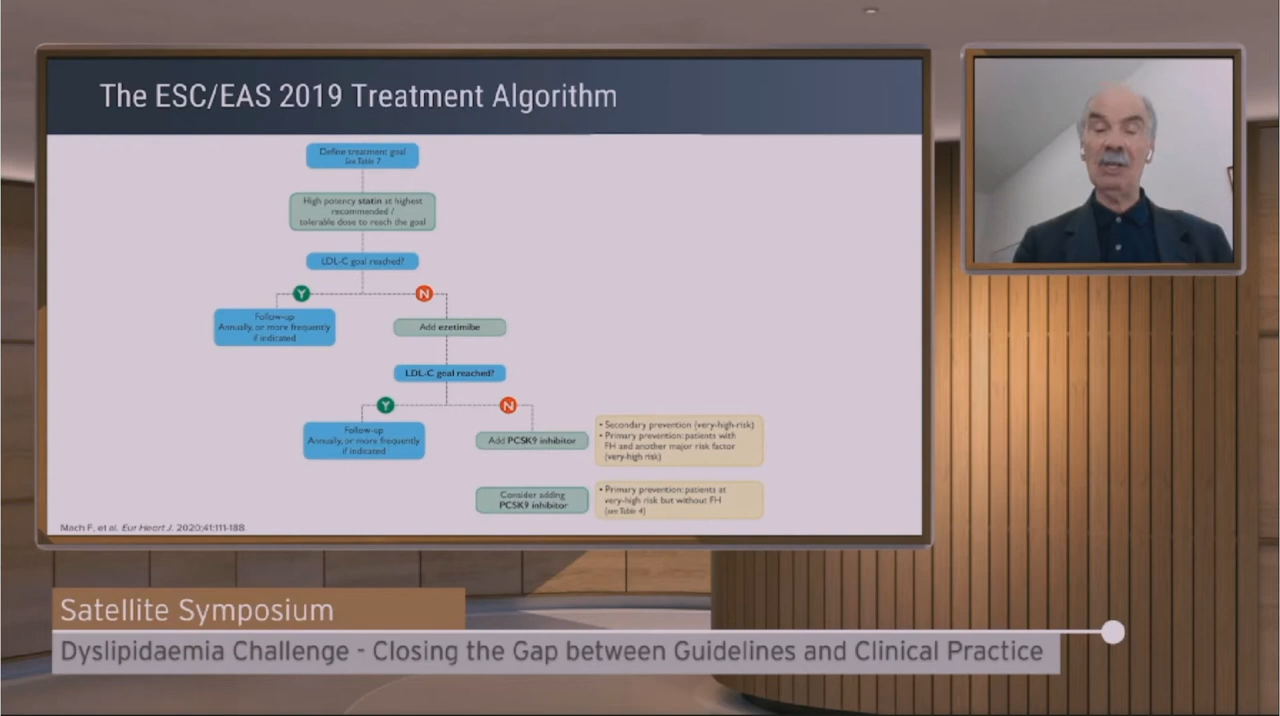 The ESC/EAS 2019 Treatment Algorithm
Define treatment goal
See Table 7
High potency statin at highest
recommended /
tolerable dose to reach the goal
LDL-C goal reached?
Y
N
Follow-up
Annually, or more frequently
if indicated
Add ezetimibe
LDL-C goal reached?
Y
N
Follow-up
Annually, or more frequently
if indicated
Add PCSK9 inhibitor
• Secondary prevention (very-high-risk)
• Primary prevention: patients with
FH and another major risk factor
(very-high risk)
Consider adding
PCSK9 inhibitor
• Primary prevention: patients at
very-high risk but without FH
(see Table 4)
Mach F, et al. Eur Heart J. 2020;41:111-188.
Satellite Symposium
Dyslipidaemia Challenge - Closing the Gap between Guidelines and Clinical Practice